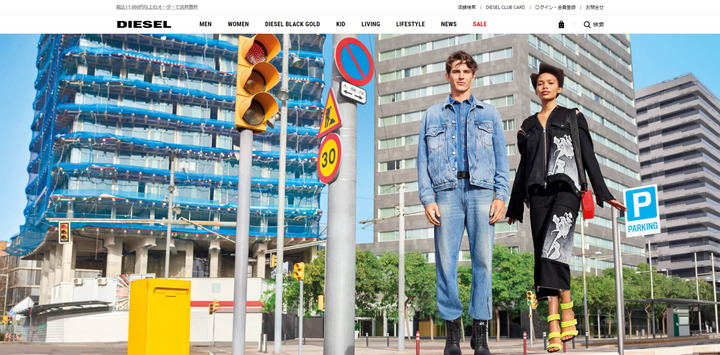 税込11,000円以上のオーダーで送料無料
店舗検索 | DIESEL CLUB CARD | ログイン・会員登録 | お問合せ
DIESEL MEN WOMEN DIESEL BLACK GOLD KID LIVING LIFESTYLE NEWS SALE 検索
30
P
PARKING